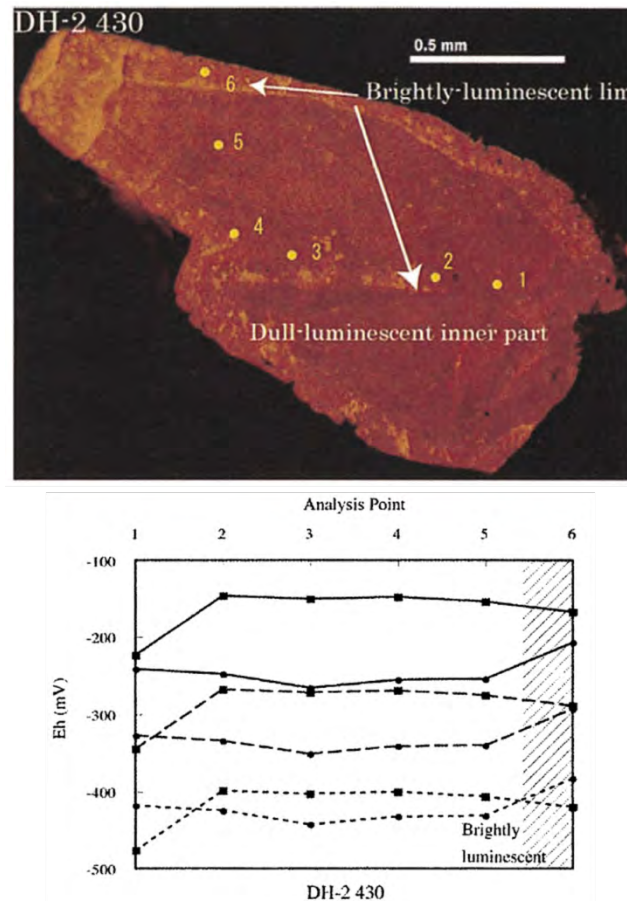 DH-2 430
0.5 mm
Brightly-luminescent lim
6
5
4
3
2
1
Dull-luminescent inner part
Analysis Point
1 2 3 4 5 6
-100
-200
-300
-400
-500
Eh (mV)
Brightly
luminescent
DH-2 430